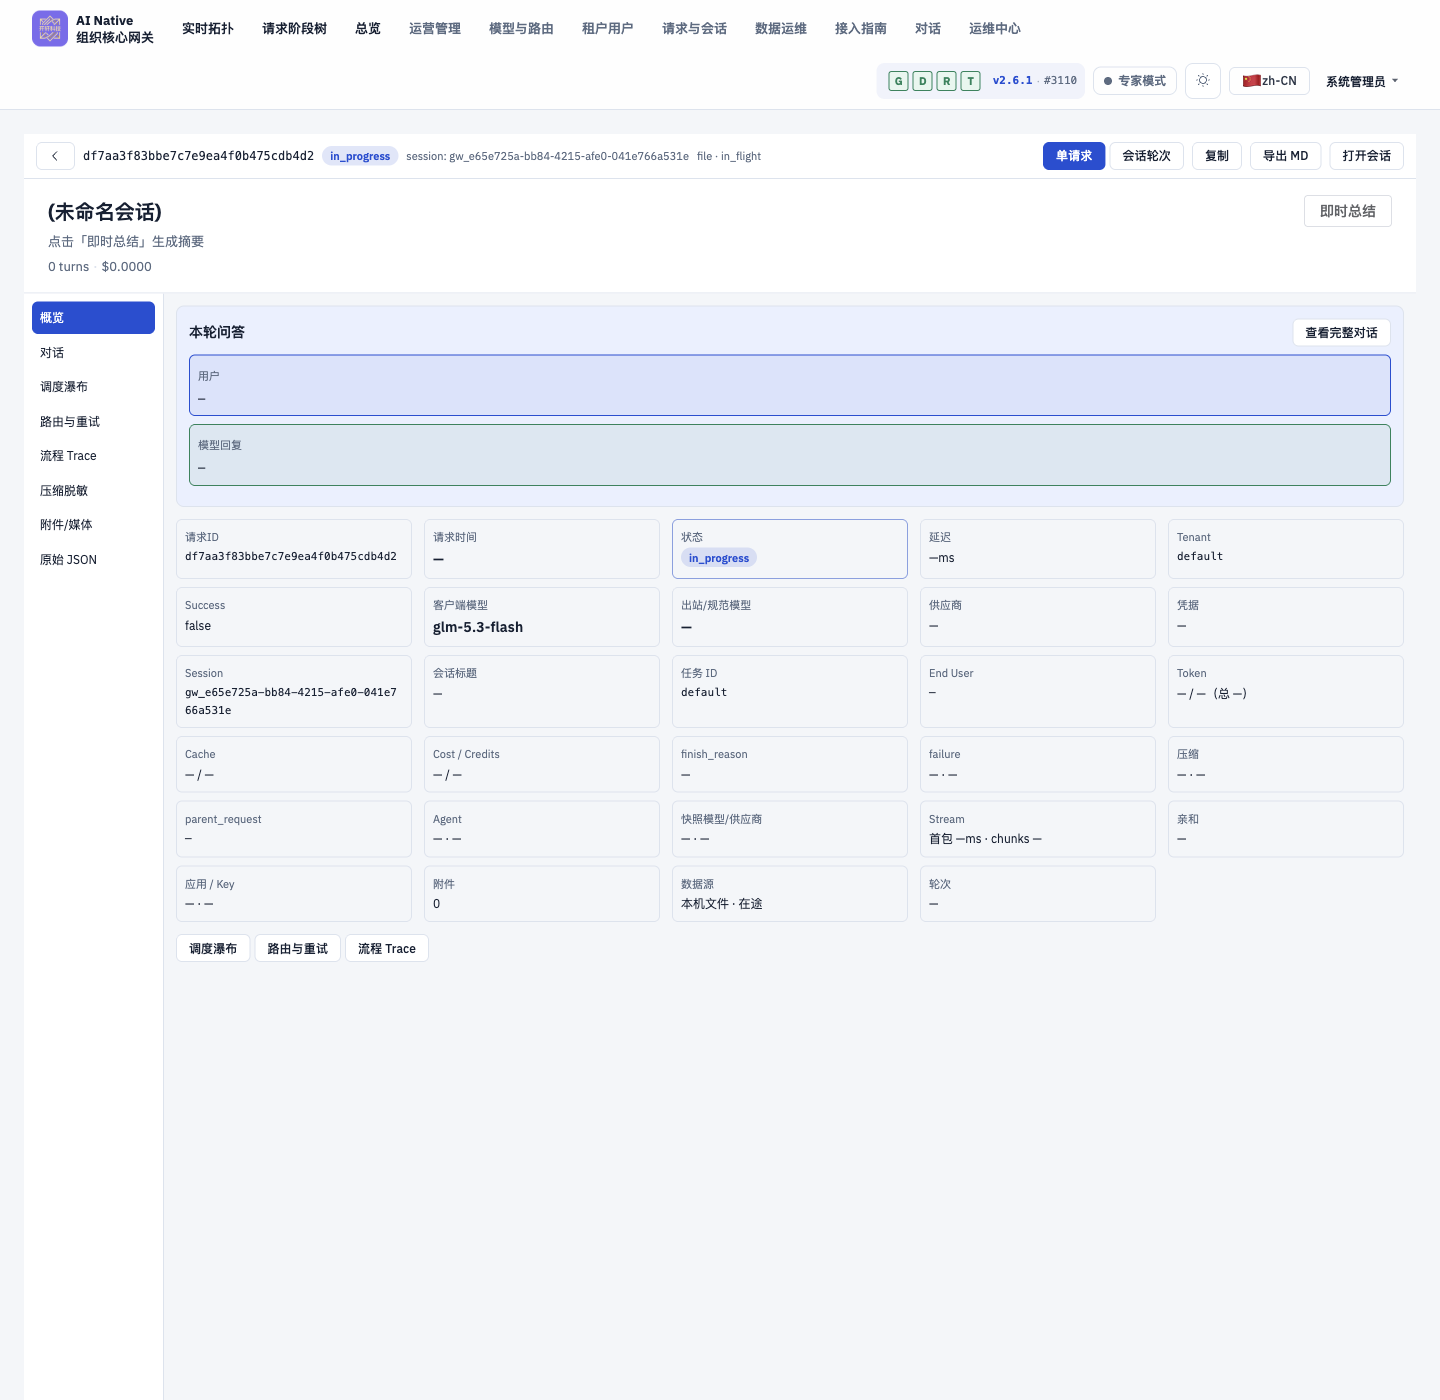 AI Native
组织核心网关
实时拓扑 请求阶段树 总览 运营管理 模型与路由 租户用户 请求与会话 数据运维 接入指南 对话 运维中心
G D R T v2.6.1 · #3110 专家模式 zh-CN 系统管理员
df7aa3f83bbe7c7e9ea4f0b475cdb4d2 in_progress session: gw_e65e725a-bb84-4215-afe0-041e766a531e file · in_flight 单请求 会话轮次 复制 导出 MD 打开会话
(未命名会话) 即时总结
点击「即时总结」生成摘要
0 turns · $0.0000
概览
对话
调度瀑布
路由与重试
流程 Trace
压缩脱敏
附件/媒体
原始 JSON
本轮问答 查看完整对话
用户
—
模型回复
—
请求ID 请求时间 状态 延迟 Tenant
df7aa3f83bbe7c7e9ea4f0b475cdb4d2 — in_progress —ms default
Success 客户端模型 出站/规范模型 供应商 凭据
false glm-5.3-flash — — —
Session 会话标题 任务 ID End User Token
gw_e65e725a-bb84-4215-afe0-041e7 — default — — / — (总 —)
66a531e
Cache Cost / Credits finish_reason failure 压缩
— / — — / — — — · — — · —
parent_request Agent 快照模型/供应商 Stream 亲和
— — · — — · — 首包 —ms · chunks — —
应用 / Key 附件 数据源 轮次
— · — 0 本机文件 · 在途 —
调度瀑布 路由与重试 流程 Trace